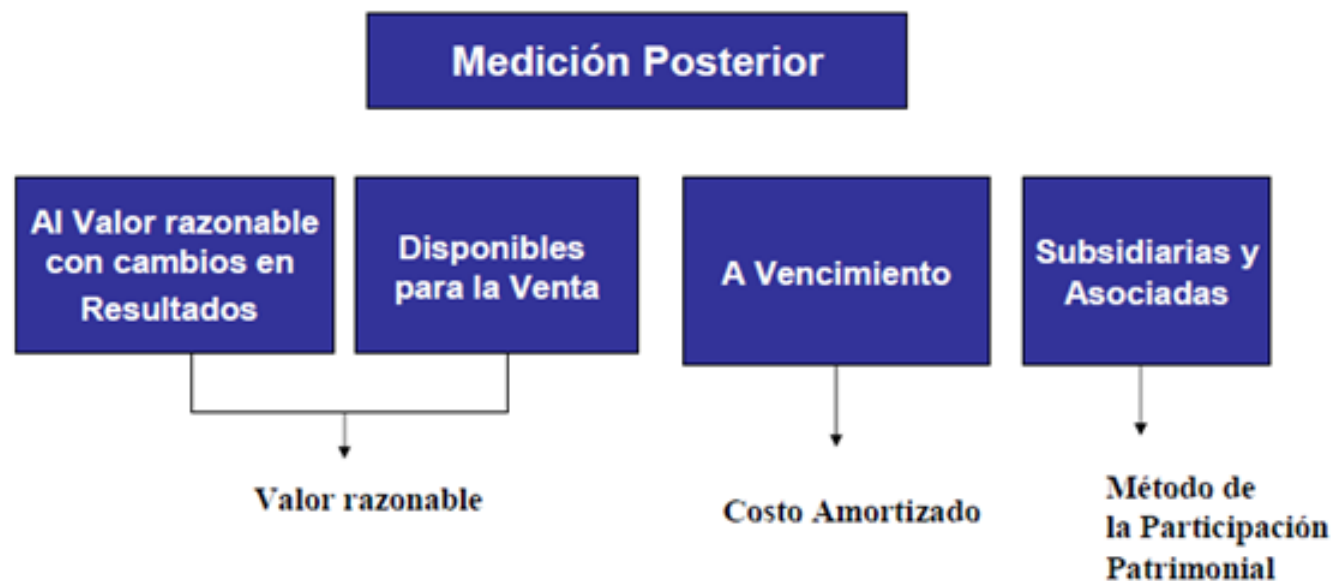 Medición Posterior
Al Valor razonable
con cambios en
Resultados
Disponibles
para la Venta
A Vencimiento
Subsidiarias y
Asociadas
Valor razonable
Costo Amortizado
Método de
la Participación
Patrimonial